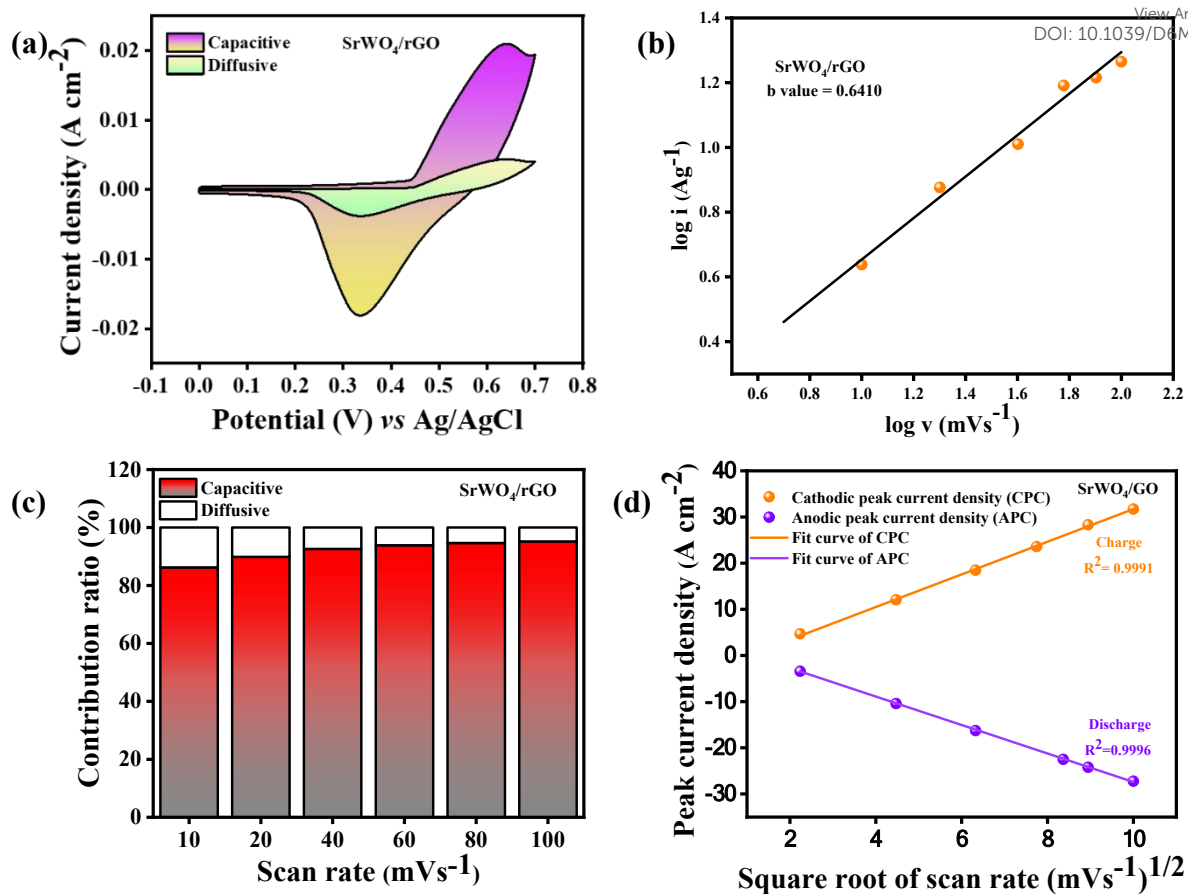 View Ar
DOI: 10.1039/D6M
(a)
Capacitive
Diffusive
SrWO₄/rGO
0.02
0.01
0.00
-0.01
-0.02
Current density (A cm⁻²)
-0.1 0.0 0.1 0.2 0.3 0.4 0.5 0.6 0.7 0.8
Potential (V) vs Ag/AgCl
(b)
SrWO₄/rGO
b value = 0.6410
1.4
1.2
1.0
0.8
0.6
0.4
log i (Ag⁻¹)
0.6 0.8 1.0 1.2 1.4 1.6 1.8 2.0 2.2
log v (mVs⁻¹)
(c)
Capacitive
Diffusive
SrWO₄/rGO
120
100
80
60
40
20
0
Contribution ratio (%)
10 20 40 60 80 100
Scan rate (mVs⁻¹)
(d)
Cathodic peak current density (CPC)
Anodic peak current density (APC)
Fit curve of CPC
Fit curve of APC
SrWO₄/GO
Charge
R²= 0.9991
Discharge
R²=0.9996
40
30
20
10
0
-10
-20
-30
Peak current density (A cm⁻²)
2 4 6 8 10
Square root of scan rate (mVs⁻¹)¹/²